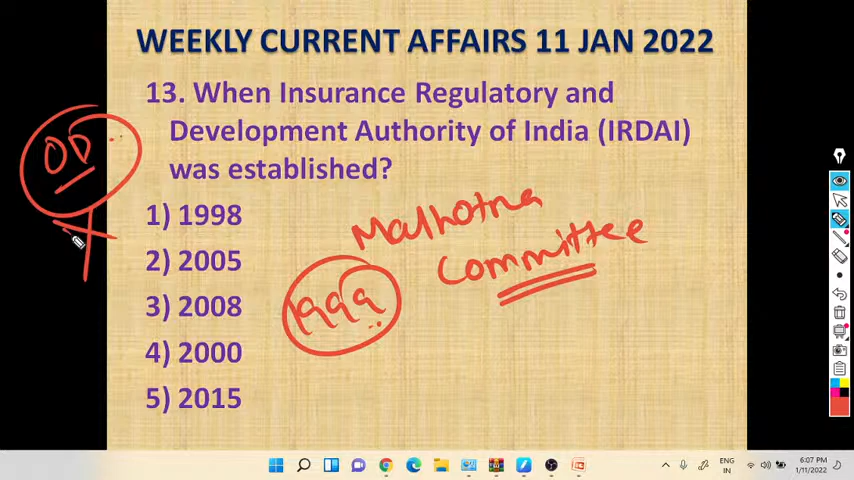 WEEKLY CURRENT AFFAIRS 11 JAN 2022
13. When Insurance Regulatory and
Development Authority of India (IRDAI)
was established?
1) 1998
2) 2005
3) 2008
4) 2000
5) 2015
OD
Malhotna
committee
1999
ENG
IN
6:07 PM
1/11/2022